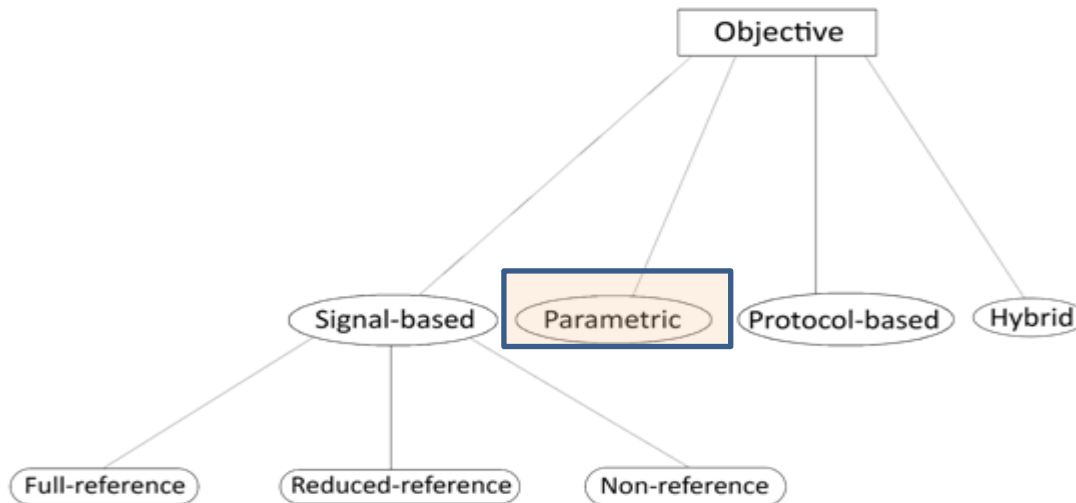 Objective
Signal-based
Parametric
Protocol-based
Hybrid
Full-reference
Reduced-reference
Non-reference